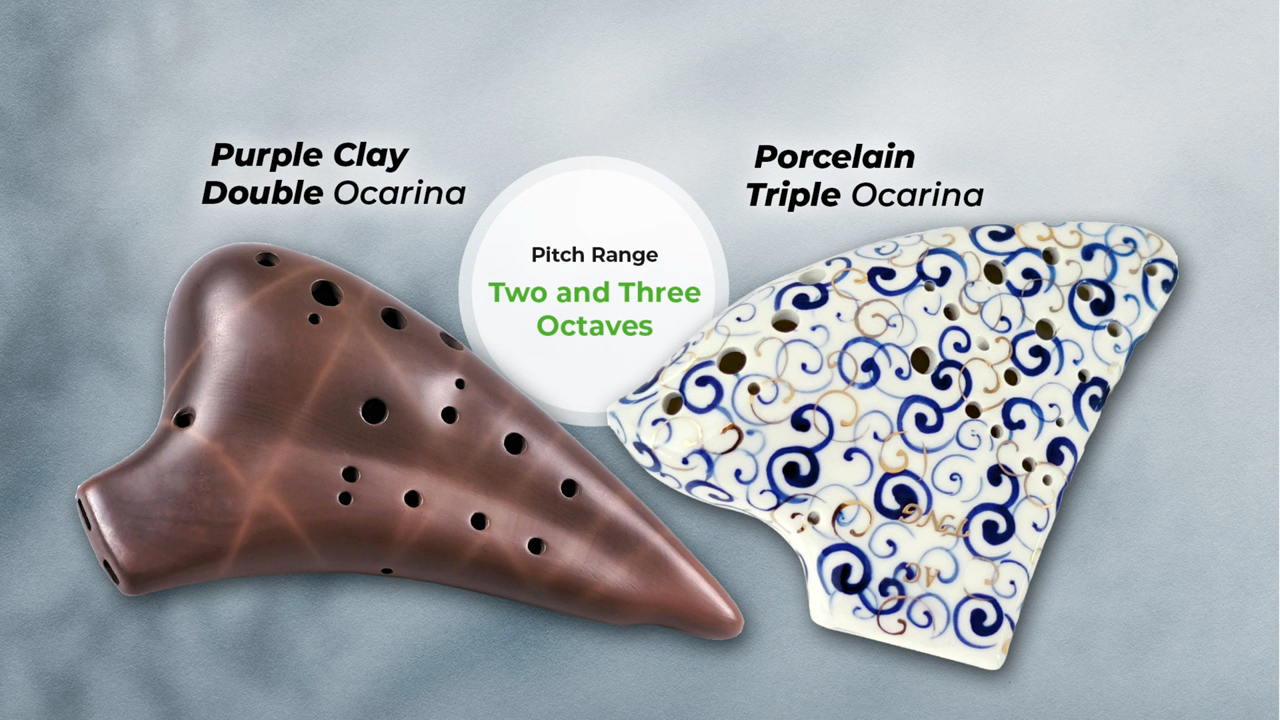 Purple Clay
Double Ocarina
Pitch Range
Two and Three
Octaves
Porcelain
Triple Ocarina